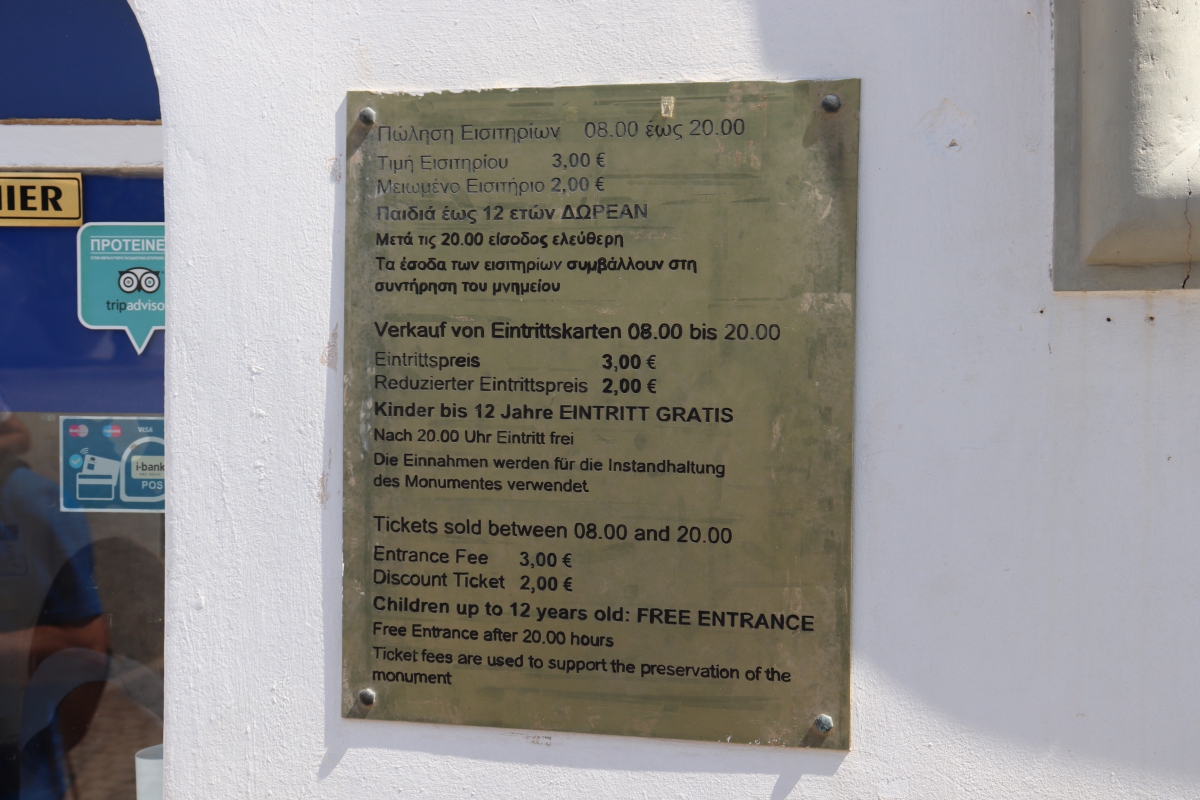 NIER
ΠΡΟΤΕΙΝΕ
tripadviso
VISA
i-bank
POS
Πώληση Εισιτηρίων 08.00 έως 20.00
Τιμή Εισιτηρίου 3,00 €
Μειωμένο Εισιτήριο 2,00 €
Παιδιά έως 12 ετών ΔΩΡΕΑΝ
Μετά τις 20.00 είσοδος ελεύθερη
Τα έσοδα των εισιτηρίων συμβάλλουν στη
συντήρηση του μνημείου
Verkauf von Eintrittskarten 08.00 bis 20.00
Eintrittspreis 3,00 €
Reduzierter Eintrittspreis 2,00 €
Kinder bis 12 Jahre EINTRITT GRATIS
Nach 20.00 Uhr Eintritt frei
Die Einnahmen werden für die Instandhaltung
des Monumentes verwendet
Tickets sold between 08.00 and 20.00
Entrance Fee 3,00 €
Discount Ticket 2,00 €
Children up to 12 years old: FREE ENTRANCE
Free Entrance after 20.00 hours
Ticket fees are used to support the preservation of the
monument